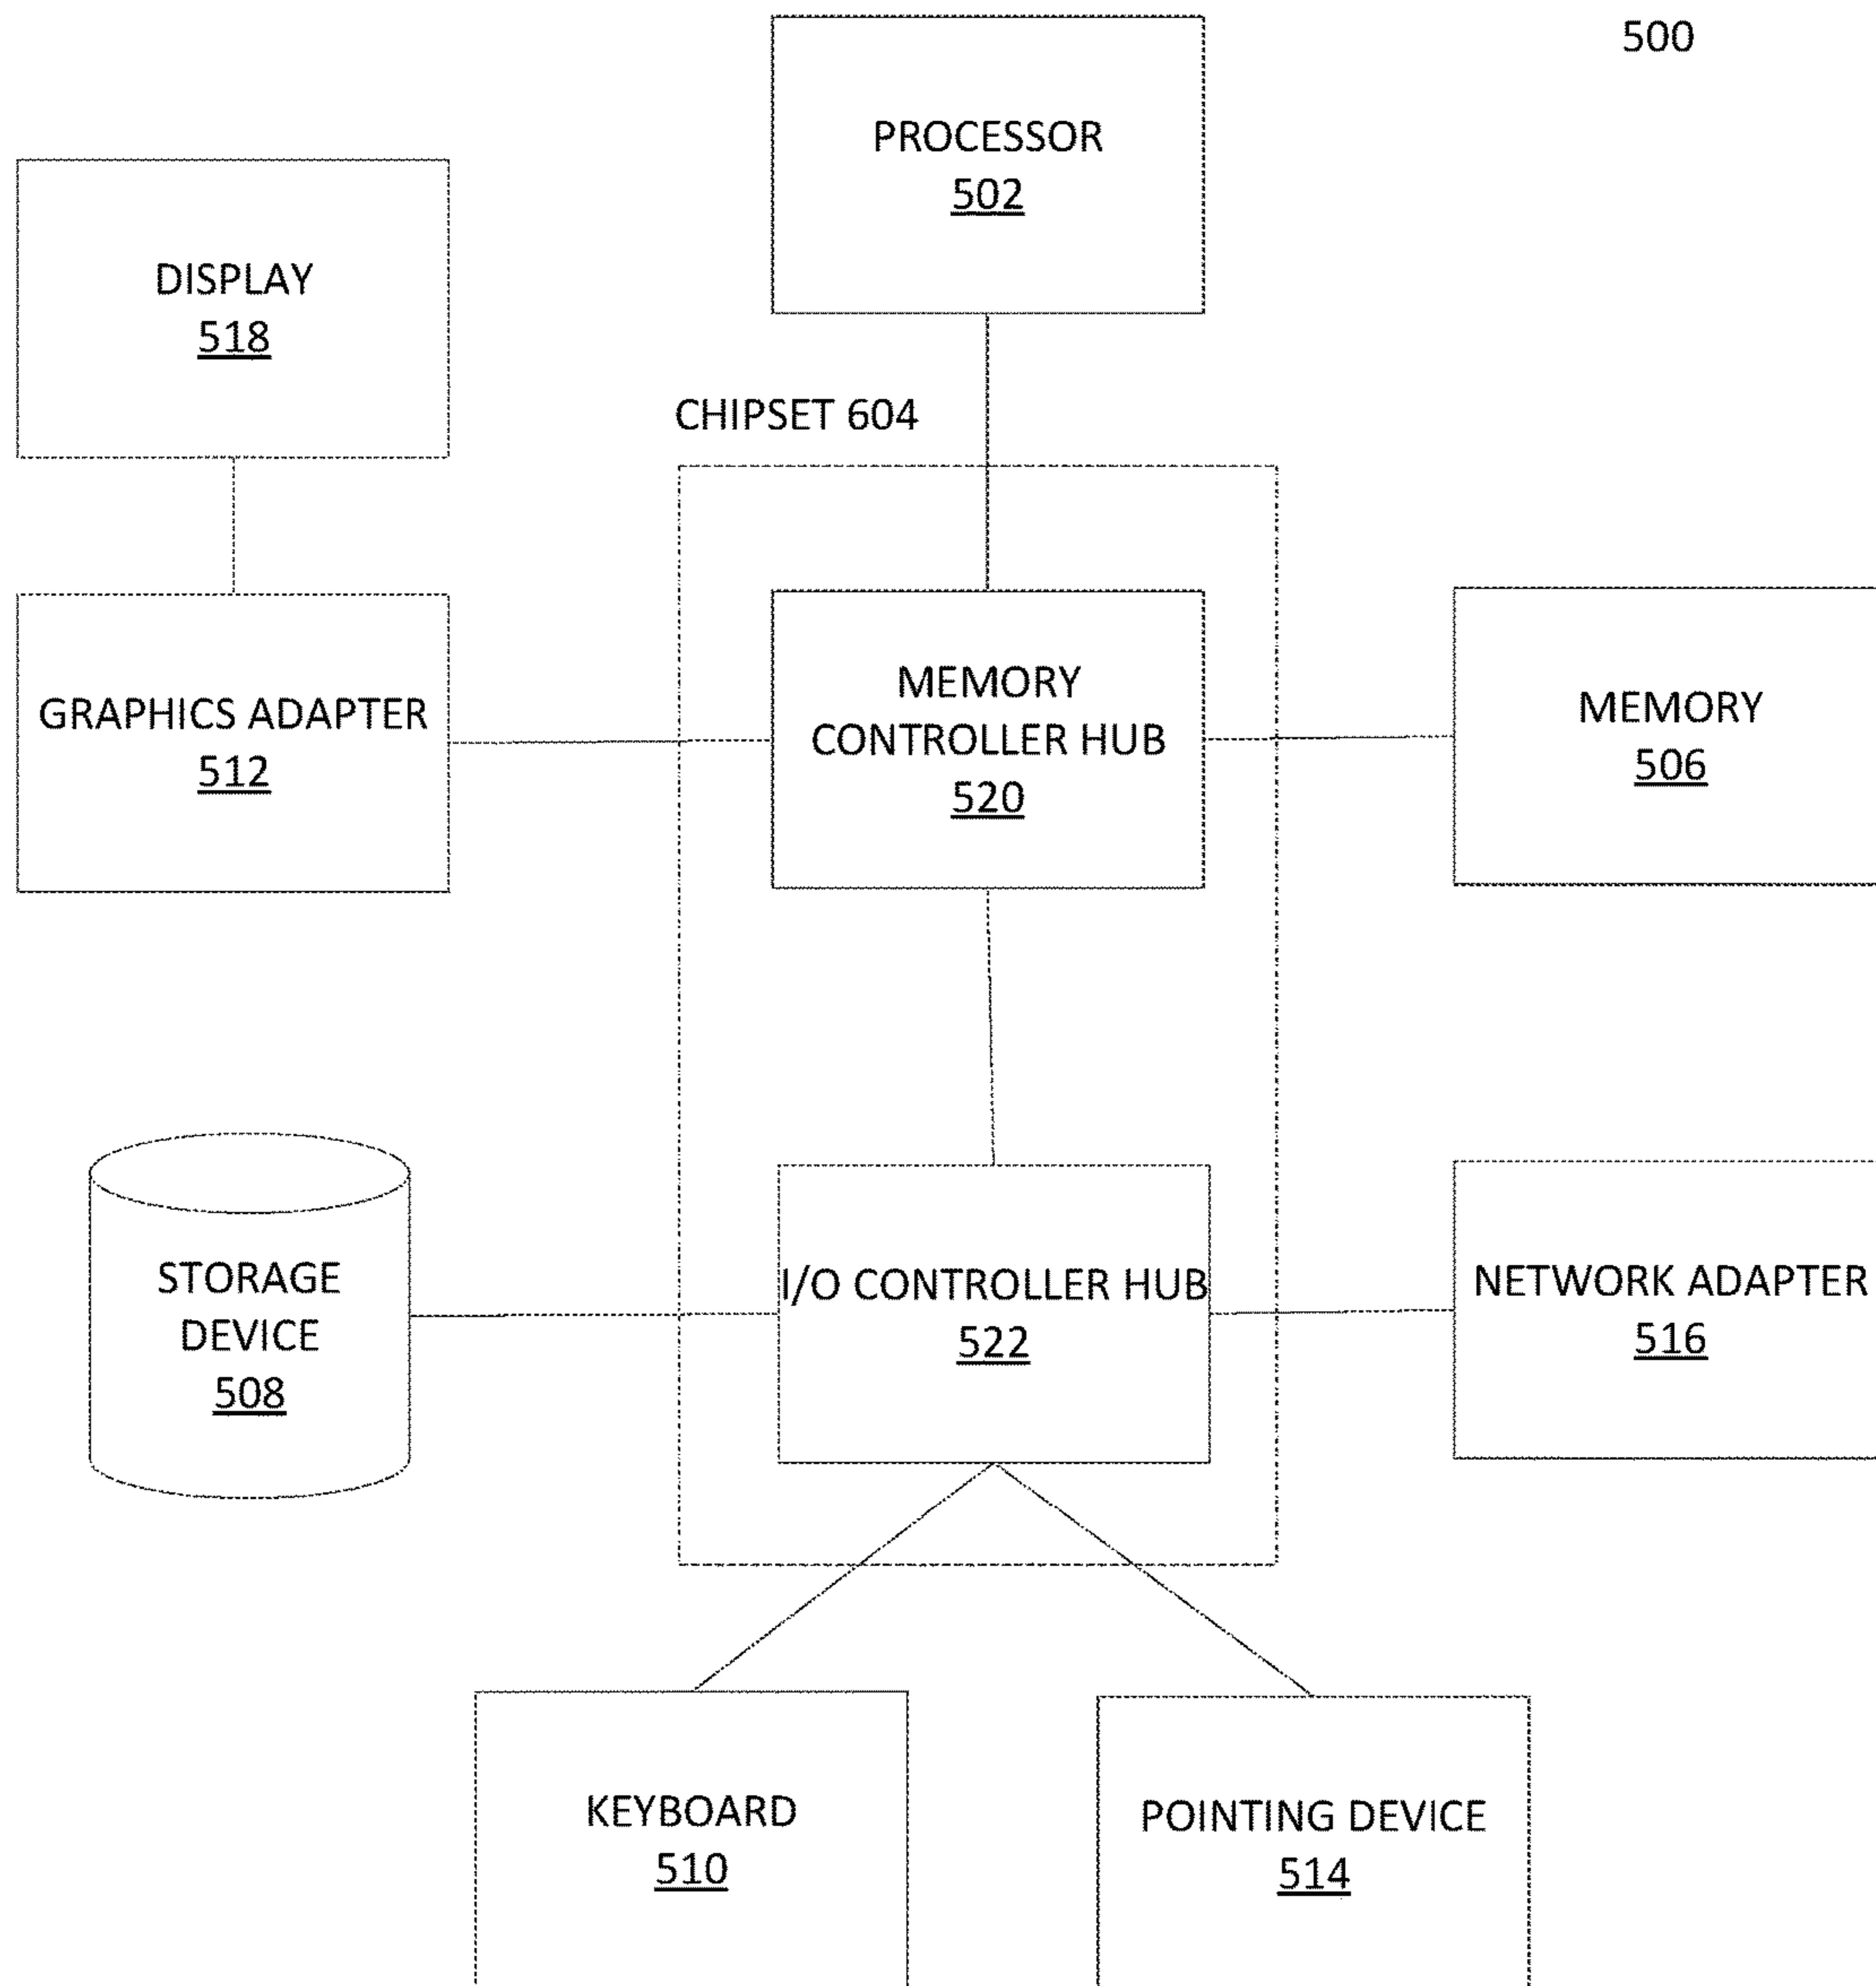 500
PROCESSOR
502
DISPLAY
518
CHIPSET 604
GRAPHICS ADAPTER
512
MEMORY
CONTROLLER HUB
520
MEMORY
506
STORAGE
DEVICE
508
I/O CONTROLLER HUB
522
NETWORK ADAPTER
516
KEYBOARD
510
POINTING DEVICE
514